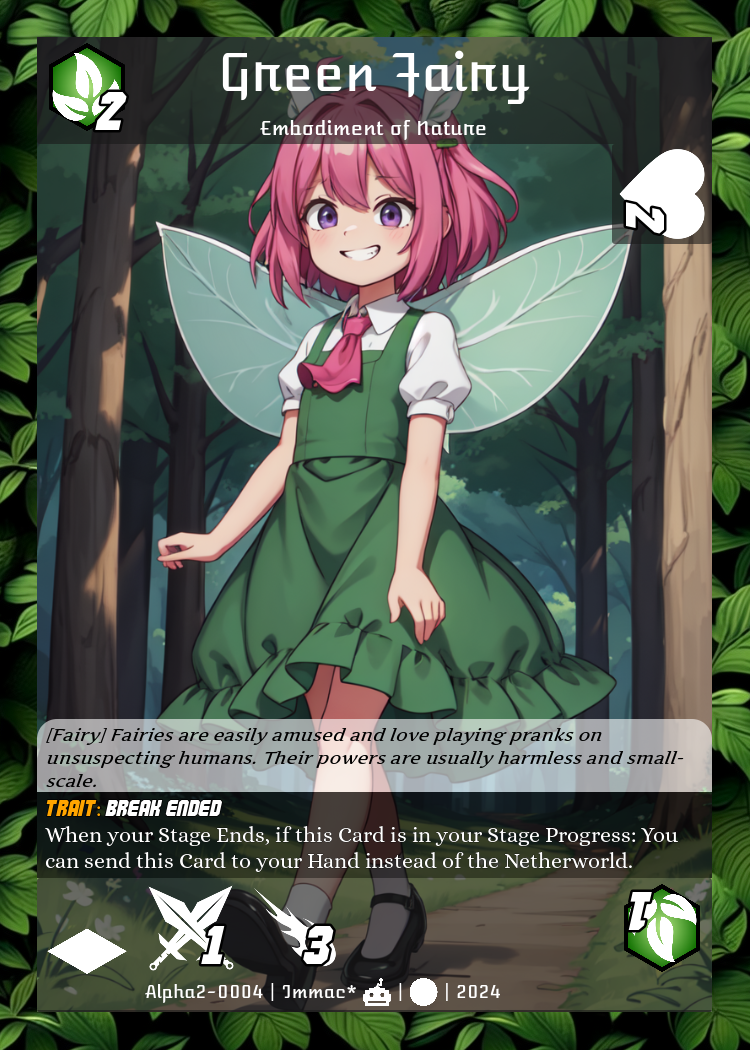 2
Green Fairy
Embodiment of Nature
2
[Fairy] Fairies are easily amused and love playing pranks on
unsuspecting humans. Their powers are usually harmless and small-
scale.
TRAIT: BREAK ENDED
When your Stage Ends, if this Card is in your Stage Progress: You
can send this Card to your Hand instead of the Netherworld.
1
3
1
Alpha2-0004 | Immac* | | 2024